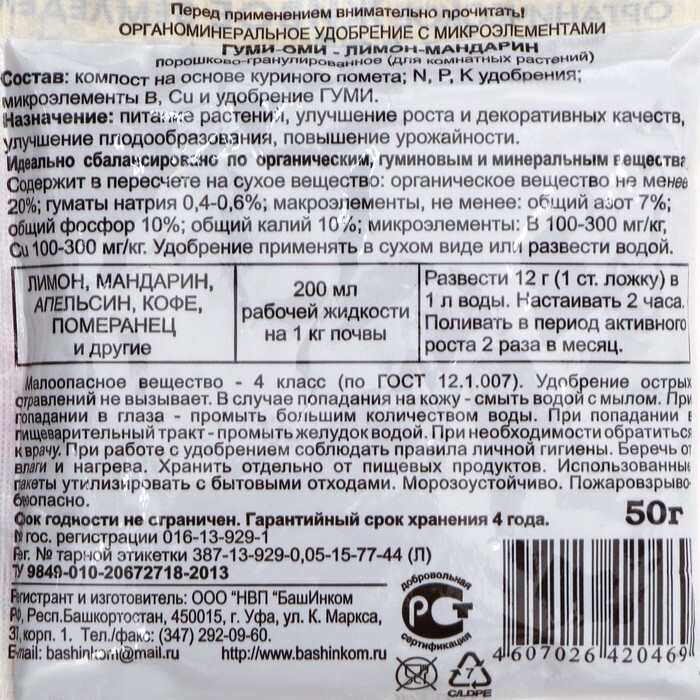 Перед применением внимательно прочитать!
ОРГАНОМИНЕРАЛЬНОЕ УДОБРЕНИЕ С МИКРОЭЛЕМЕНТАМИ
ГУМИ-ОМИ - ЛИМОН-МАНДАРИН
порошково-гранулированное (для комнатных растений)
Состав: компост на основе куриного помета; N, P, K удобрения;
микроэлементы B, Cu и удобрение ГУМИ.
Назначение: питание растений, улучшение роста и декоративных качеств,
улучшение плодообразования, повышение урожайности.
Идеально сбалансировано по органическим, гуминовым и минеральным веществам
Содержит в пересчете на сухое вещество: органическое вещество не менее
20%; гуматы натрия 0,4-0,6%; макроэлементы, не менее: общий азот 7%;
общий фосфор 10%; общий калий 10%; микроэлементы: B 100-300 мг/кг,
Cu 100-300 мг/кг. Удобрение применять в сухом виде или развести водой.
ЛИМОН, МАНДАРИН,
АПЕЛЬСИН, КОФЕ,
ПОМЕРАНЕЦ
и другие
200 мл
рабочей жидкости
на 1 кг почвы
Развести 12 г (1 ст. ложку) в
1 л воды. Настаивать 2 часа.
Поливать в период активного
роста 2 раза в месяц.
Малоопасное вещество - 4 класс (по ГОСТ 12.1.007). Удобрение острых
отравлений не вызывает. В случае попадания на кожу - смыть водой с мылом. При
попадании в глаза - промыть большим количеством воды. При попадании в
пищеварительный тракт - промыть желудок водой. При необходимости обратиться
к врачу. При работе с удобрением соблюдать правила личной гигиены. Беречь от
влаги и нагрева. Хранить отдельно от пищевых продуктов. Использованные
пакеты утилизировать с бытовыми отходами. Морозоустойчиво. Пожаровзрыво-
безопасно.
Срок годности не ограничен. Гарантийный срок хранения 4 года.
50г
№ гос. регистрации 016-13-929-1
Рег. № тарной этикетки 387-13-929-0,05-15-77-44 (Л)
ТУ 9849-010-20672718-2013
Регистрант и изготовитель: ООО "НВП "БашИнком
РФ, Респ.Башкортостан, 450015, г. Уфа, ул. К. Маркса,
37, корп. 1. Тел./факс: (347) 292-09-60.
E-mail: bashinkom@mail.ru http://www.bashinkom.ru
добровольная
РСТ
сертификация
7
C/LDPE
4607026420469